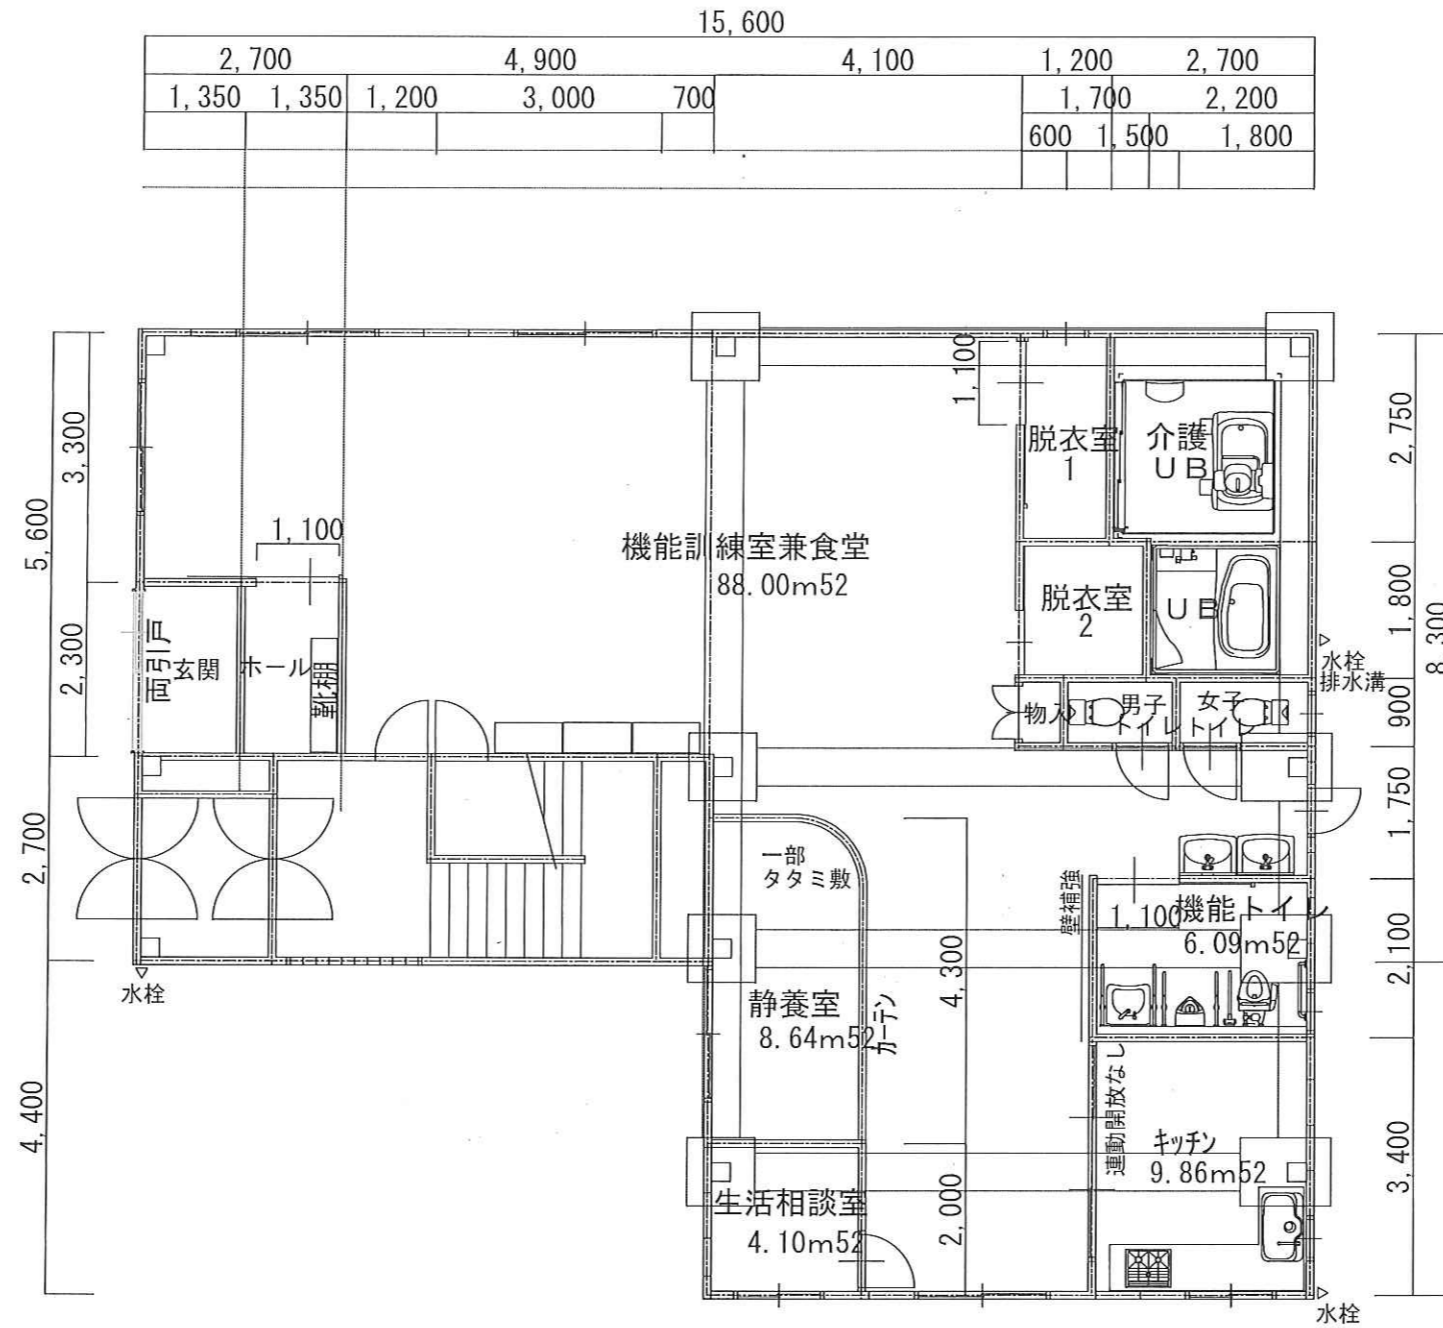 15,600
2,700 4,900 4,100 1,200 2,700
1,350 1,350 1,200 3,000 700 1,700 2,200
600 1,500 1,800
1,100
3,300
5,600
2,300
1,100
脱衣室
1
介護
UB
2,750
機能訓練室兼食堂
88.00m52
脱衣室
2
UB
1,800
8,300
水栓
排水溝
両引戸
玄関
ホール
靴棚
物入
男子
トイレ
女子
トイレ
900
2,700
1,750
一部
タタミ敷
壁補強
1,100
機能トイレ
6.09m52
2,100
水栓
静養室
8.64m52
カーテン
4,300
4,400
連動開放なし
キッチン
9.86m52
3,400
生活相談室
4.10m52
2,000
水栓